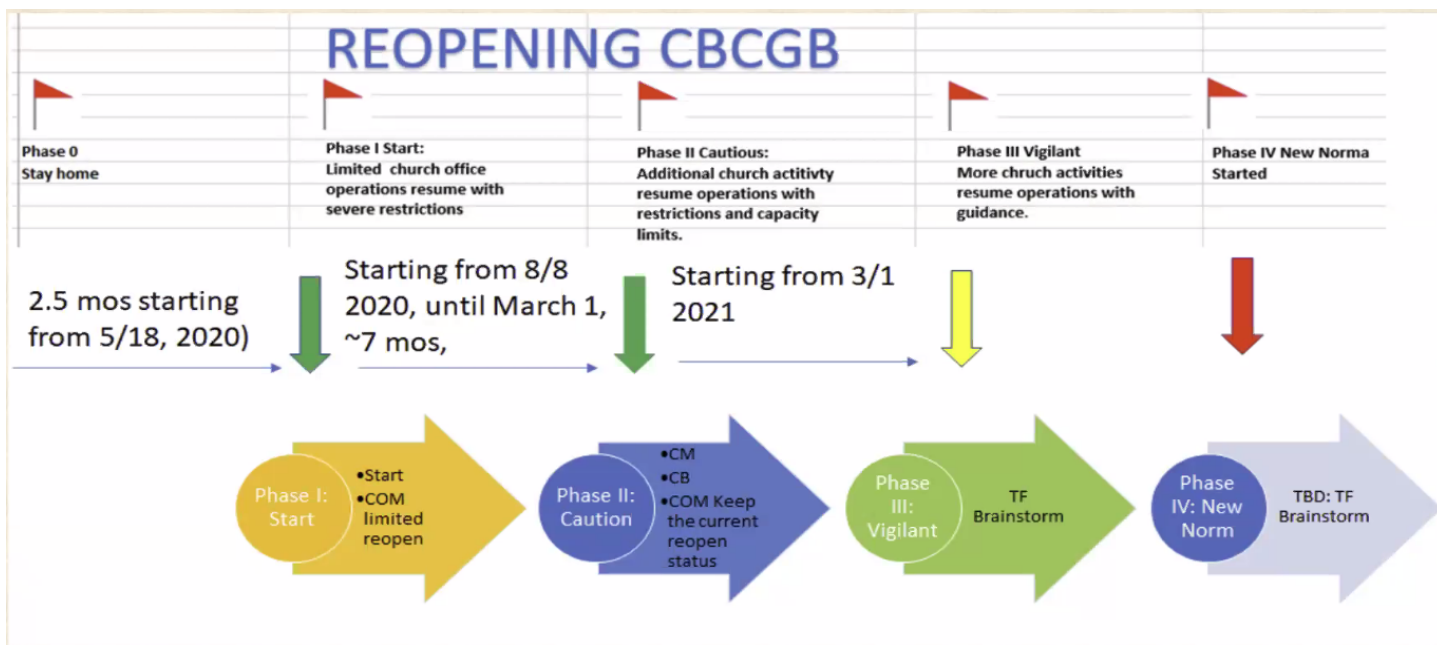 REOPENING CBCGB
Phase 0
Stay home
Phase I Start:
Limited church office
operations resume with
severe restrictions
Phase II Cautious:
Additional church actitivty
resume operations with
restrictions and capacity
limits.
Phase III Vigilant
More chruch activities
resume operations with
guidance.
Phase IV New Norma
Started
2.5 mos starting
from 5/18, 2020)
Starting from 8/8
2020, until March 1,
~7 mos,
Starting from 3/1
2021
Phase I:
Start
•Start
•COM
limited
reopen
Phase II:
Caution
•CM
•CB
•COM Keep
the current
reopen
status
Phase
III:
Vigilant
TF
Brainstorm
Phase
IV: New
Norm
TBD: TF
Brainstorm